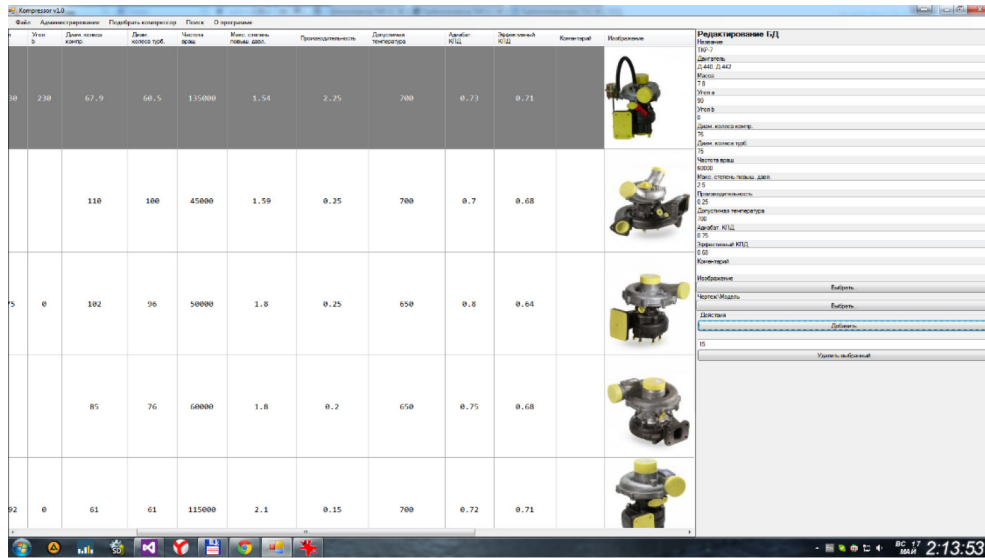 Kompressor v1.0
Файл Администрирование Подобрать компрессор Поиск О программе
Угол b Диам. колеса компр. Диам. колеса турб. Частота вращ. Макс. степень повыш. давл. Производительность Допустимая температура Адиабат. КПД Эффективный КПД Коментарий Изображение
30 230 67.9 60.5 135000 1.54 2.25 700 0.73 0.71
110 100 45000 1.59 0.25 700 0.7 0.68
75 0 102 96 50000 1.8 0.25 650 0.8 0.64
85 76 60000 1.8 0.2 650 0.75 0.68
92 0 61 61 115000 2.1 0.15 700 0.72 0.71
Редактирование БД
Название
ТКР-7
Двигатель
Д-440, Д-442
Масса
7.8
Угол a
90
Угол b
0
Диам. колеса компр.
76
Диам. колеса турб.
75
Частота вращ.
60000
Макс. степень повыш. давл.
2.5
Производительность
0.25
Допустимая температура
700
Адиабат. КПД
0.75
Эффективный КПД
0.68
Коментарий
Изображение
Выбрать
Чертеж\Модель
Выбрать
Действия
Добавить
15
Удалить выбранный
ВС 17
МАЙ
2:13:53